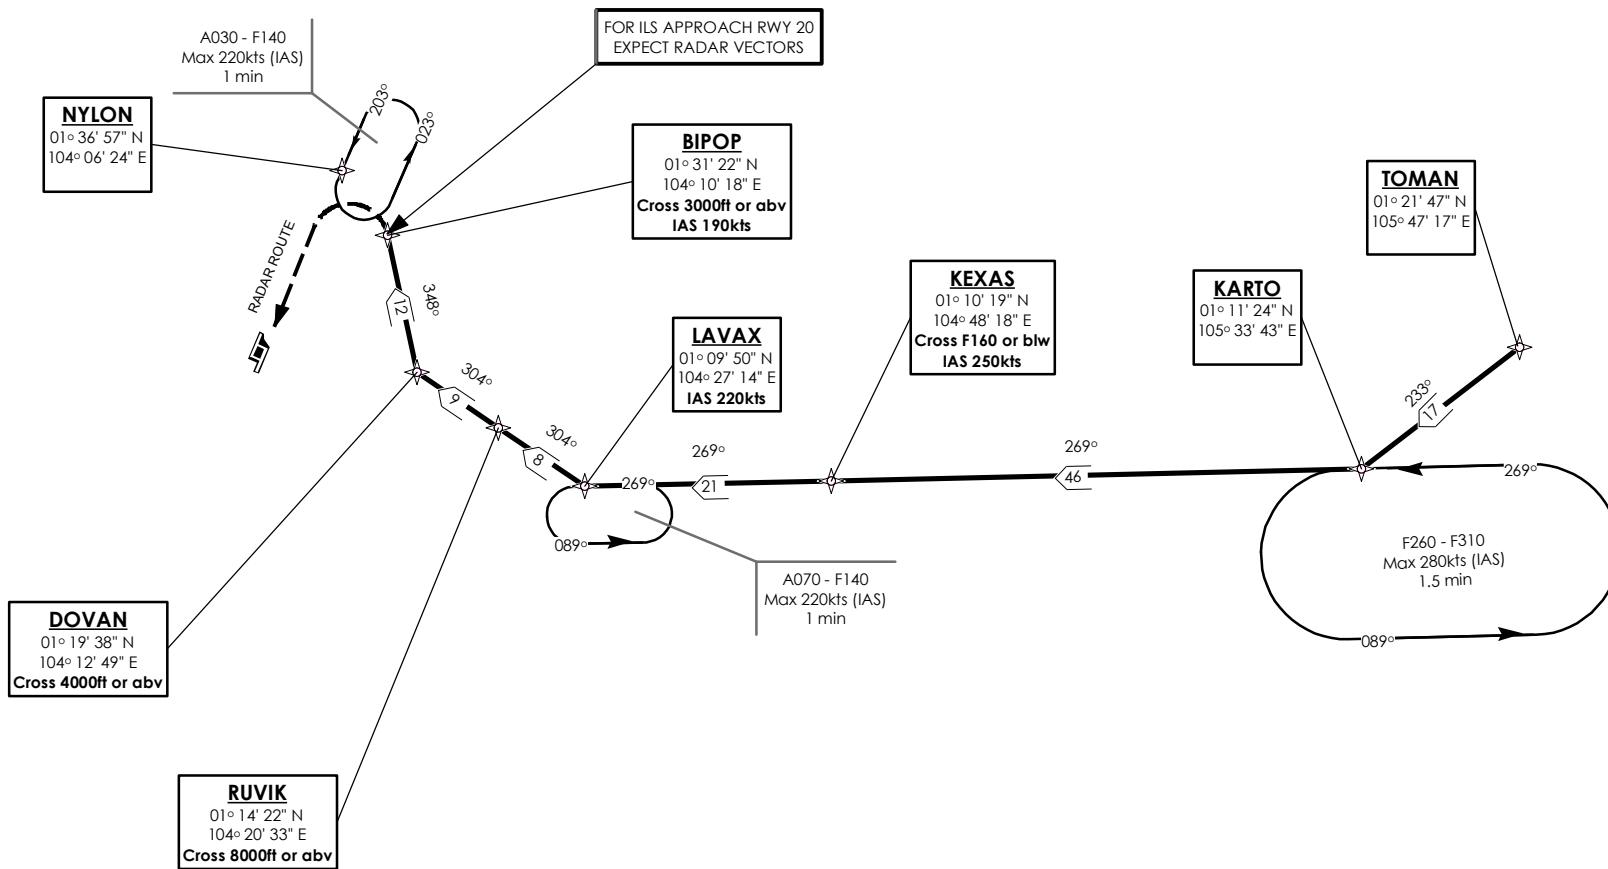 A030 - F140
Max 220kts (IAS)
1 min
FOR ILS APPROACH RWY 20
EXPECT RADAR VECTORS
NYLON
01° 36' 57" N
104° 06' 24" E
203°
023°
BIPOP
01° 31' 22" N
104° 10' 18" E
Cross 3000ft or abv
IAS 190kts
TOMAN
01° 21' 47" N
105° 47' 17" E
RADAR ROUTE
12
348°
KEXAS
01° 10' 19" N
104° 48' 18" E
Cross F160 or blw
IAS 250kts
KARTO
01° 11' 24" N
105° 33' 43" E
LAVAX
01° 09' 50" N
104° 27' 14" E
IAS 220kts
304°
9
304°
8
233°
17
269°
21
269°
46
269°
269°
089°
F260 - F310
Max 280kts (IAS)
1.5 min
089°
A070 - F140
Max 220kts (IAS)
1 min
DOVAN
01° 19' 38" N
104° 12' 49" E
Cross 4000ft or abv
RUVIK
01° 14' 22" N
104° 20' 33" E
Cross 8000ft or abv